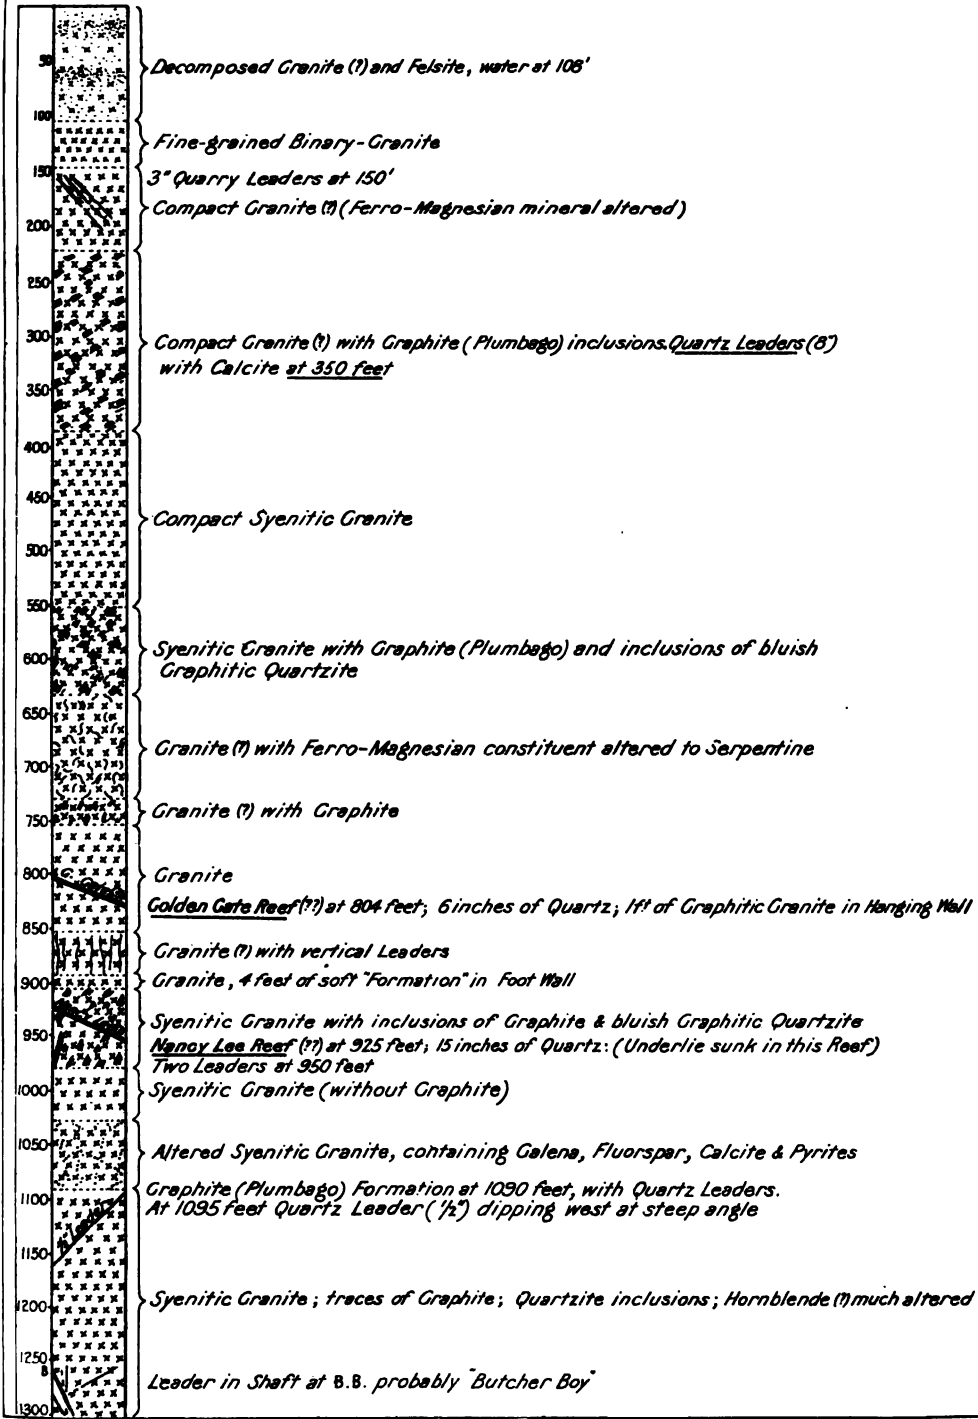 50
Decomposed Granite (?) and Felsite, water at 108'
100
Fine-grained Binary-Granite
150
3" Quarry Leaders at 150'
Compact Granite (?) (Ferro-Magnesian mineral altered)
200
250
300
Compact Granite (?) with Graphite (Plumbago) inclusions. Quartz Leaders (8")
with Calcite at 350 feet
350
400
450
Compact Syenitic Granite
500
550
Syenitic Granite with Graphite (Plumbago) and inclusions of bluish
600
Graphitic Quartzite
650
Granite (?) with Ferro-Magnesian constituent altered to Serpentine
700
Granite (?) with Graphite
750
800
Granite
Golden Gate Reef (??) at 804 feet; 6 inches of Quartz; 1ft of Graphitic Granite in Hanging Wall
850
Granite (?) with vertical Leaders
900
Granite, 4 feet of soft "Formation" in Foot Wall
Syenitic Granite with inclusions of Graphite & bluish Graphitic Quartzite
950
Nancy Lee Reef (??) at 925 feet; 15 inches of Quartz: (Underlie sunk in this Reef)
Two Leaders at 950 feet
1000
Syenitic Granite (without Graphite)
1050
Altered Syenitic Granite, containing Galena, Fluorspar, Calcite & Pyrites
Graphite (Plumbago) Formation at 1090 feet, with Quartz Leaders.
1100
At 1095 feet Quartz Leader (1/2") dipping west at steep angle
1150
Syenitic Granite; traces of Graphite; Quartzite inclusions; Hornblende (?) much altered
1200
1250
B
Leader in Shaft at B.B. probably "Butcher Boy"
1300